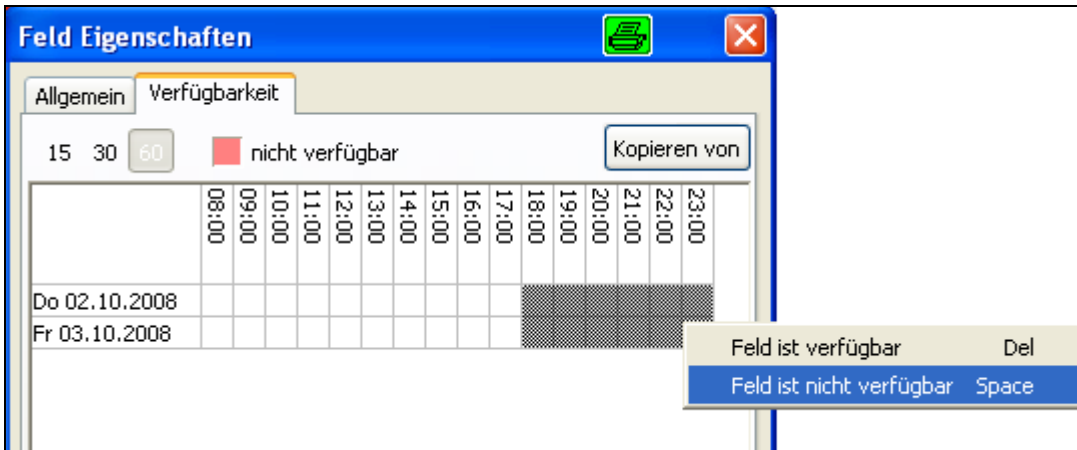 Feld Eigenschaften
Allgemein Verfügbarkeit
15 30 60 nicht verfügbar Kopieren von
08:00 09:00 10:00 11:00 12:00 13:00 14:00 15:00 16:00 17:00 18:00 19:00 20:00 21:00 22:00 23:00
Do 02.10.2008
Fr 03.10.2008
Feld ist verfügbar Del
Feld ist nicht verfügbar Space